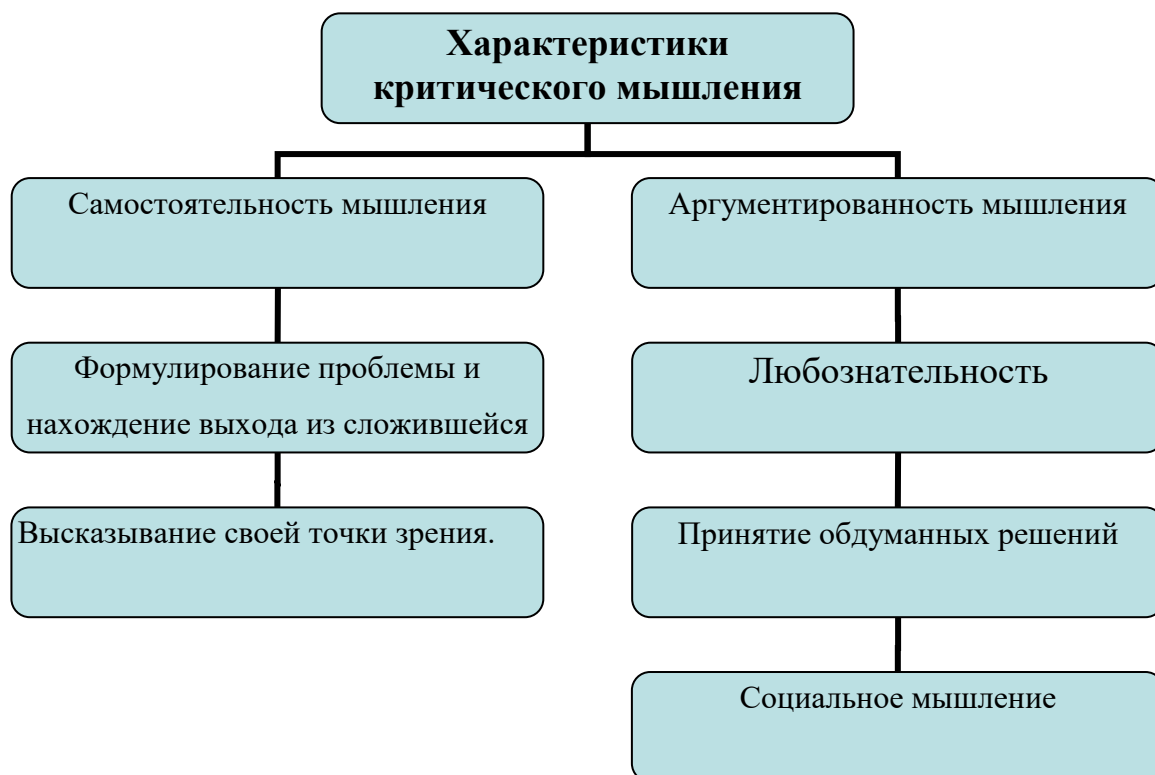 Характеристики
критического мышления
Самостоятельность мышления
Аргументированность мышления
Формулирование проблемы и
нахождение выхода из сложившейся
Любознательность
Высказывание своей точки зрения.
Принятие обдуманных решений
Социальное мышление